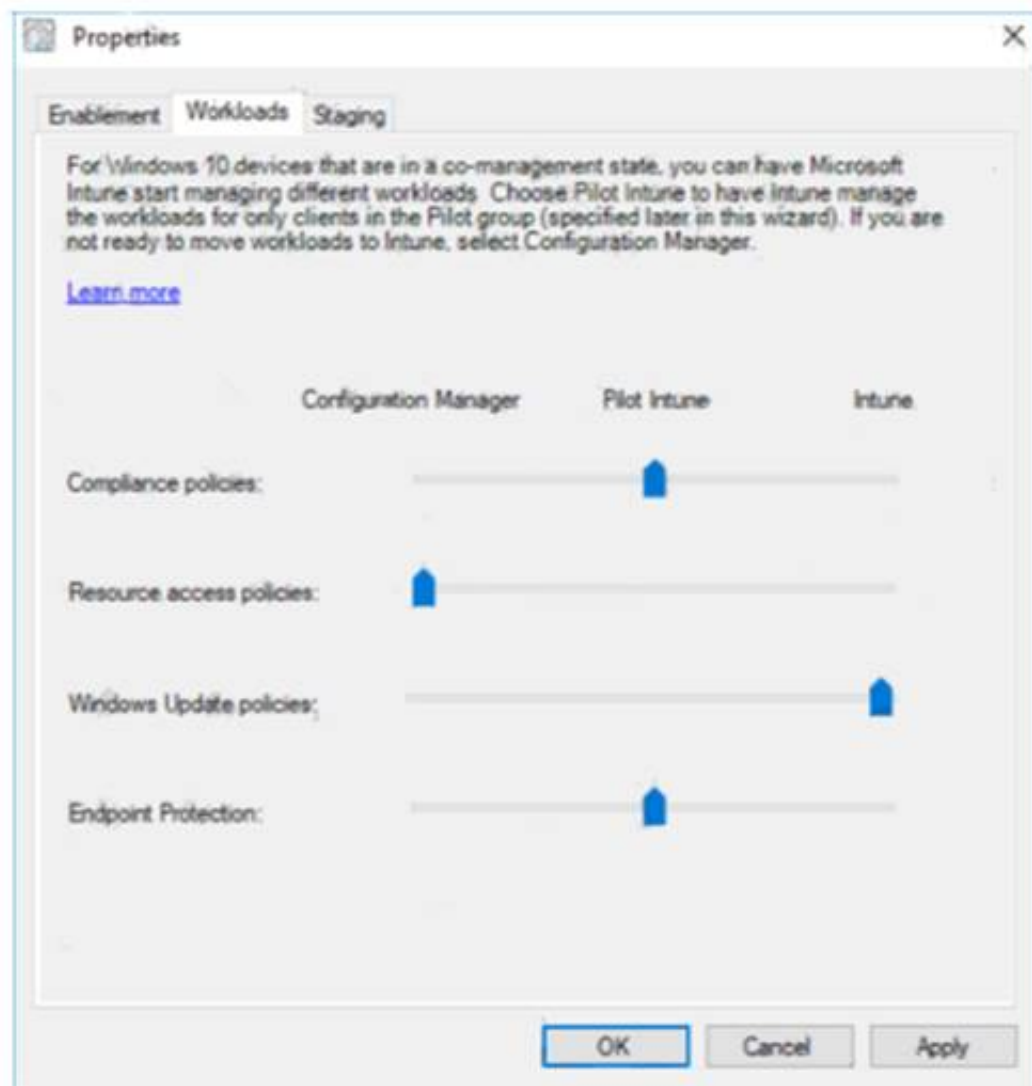 Properties
Enablement Workloads Staging
For Windows 10 devices that are in a co-management state, you can have Microsoft
Intune start managing different workloads. Choose Pilot Intune to have Intune manage
the workloads for only clients in the Pilot group (specified later in this wizard). If you are
not ready to move workloads to Intune, select Configuration Manager.
Learn more
Configuration Manager Pilot Intune Intune
Compliance policies:
Resource access policies:
Windows Update policies:
Endpoint Protection:
OK Cancel Apply